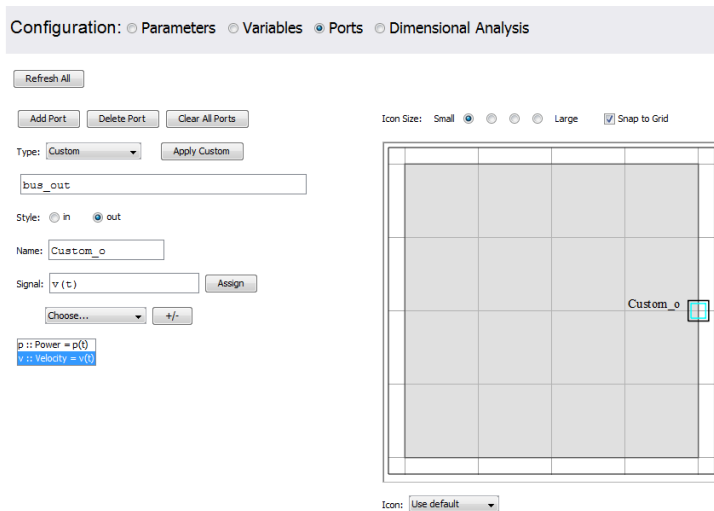 Configuration: Parameters Variables Ports Dimensional Analysis
Refresh All
Add Port Delete Port Clear All Ports
Icon Size: Small Large Snap to Grid
Type: Custom Apply Custom
bus_out
Style: in out
Name: Custom_o
Signal: v(t) Assign
Choose... +/-
p :: Power = p(t)
v :: Velocity = v(t)
Custom_o
Icon: Use default